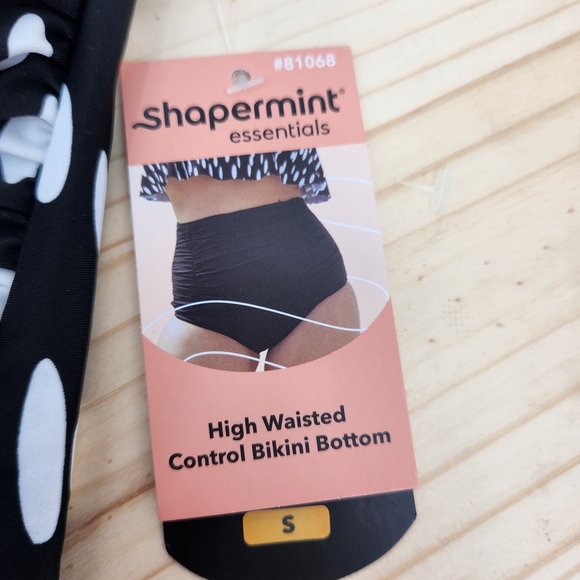 #81068
shapermint®
essentials
High Waisted
Control Bikini Bottom
S